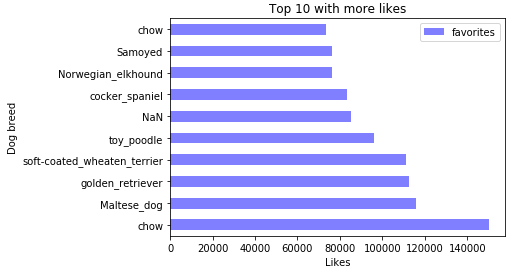 Top 10 with more likes
favorites
Dog breed
chow
Samoyed
Norwegian_elkhound
cocker_spaniel
NaN
toy_poodle
soft-coated_wheaten_terrier
golden_retriever
Maltese_dog
chow
0 20000 40000 60000 80000 100000 120000 140000
Likes